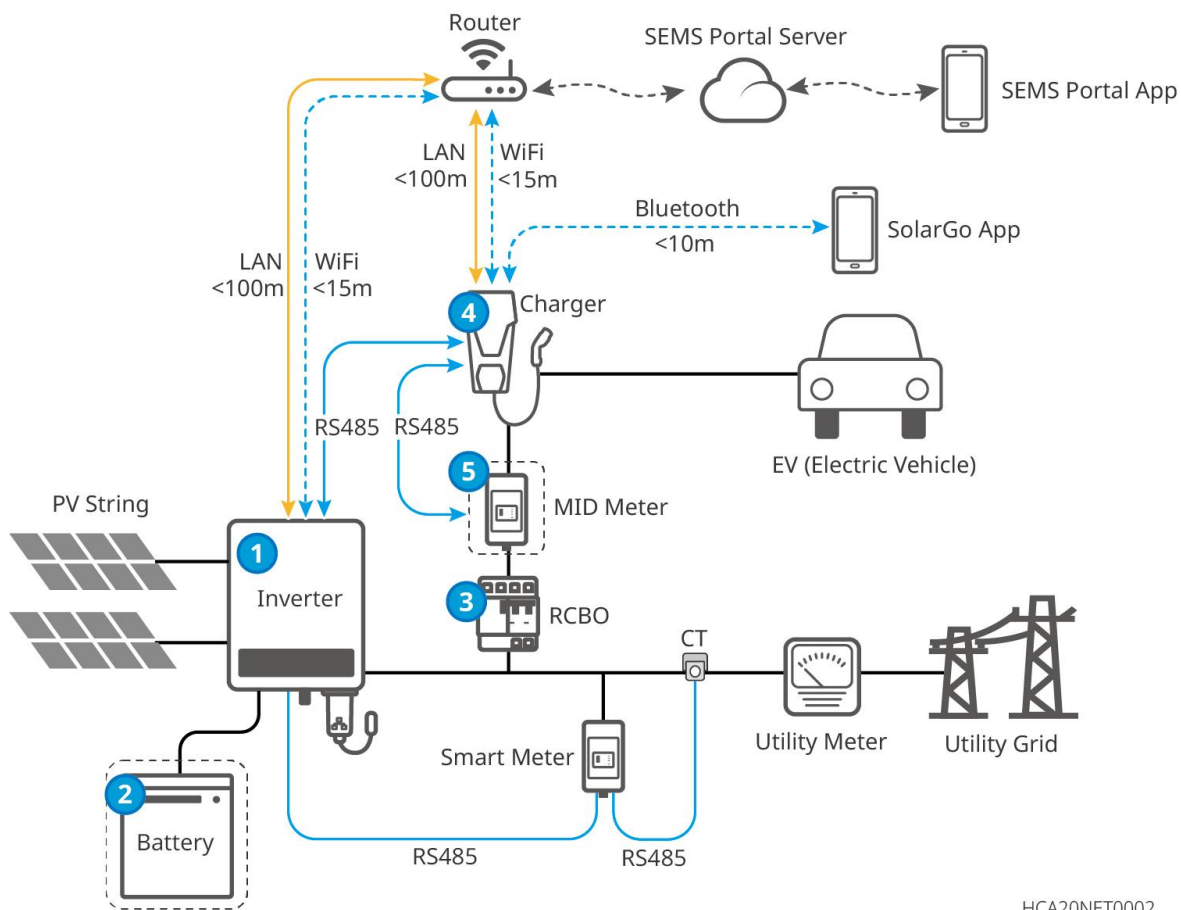 Router
SEMS Portal Server
SEMS Portal App
LAN
<100m
WiFi
<15m
Bluetooth
<10m
SolarGo App
LAN
<100m
WiFi
<15m
4
Charger
RS485
RS485
EV (Electric Vehicle)
5
MID Meter
PV String
1
Inverter
3
RCBO
CT
Smart Meter
Utility Meter
Utility Grid
2
Battery
RS485
RS485
HCA20NET0002